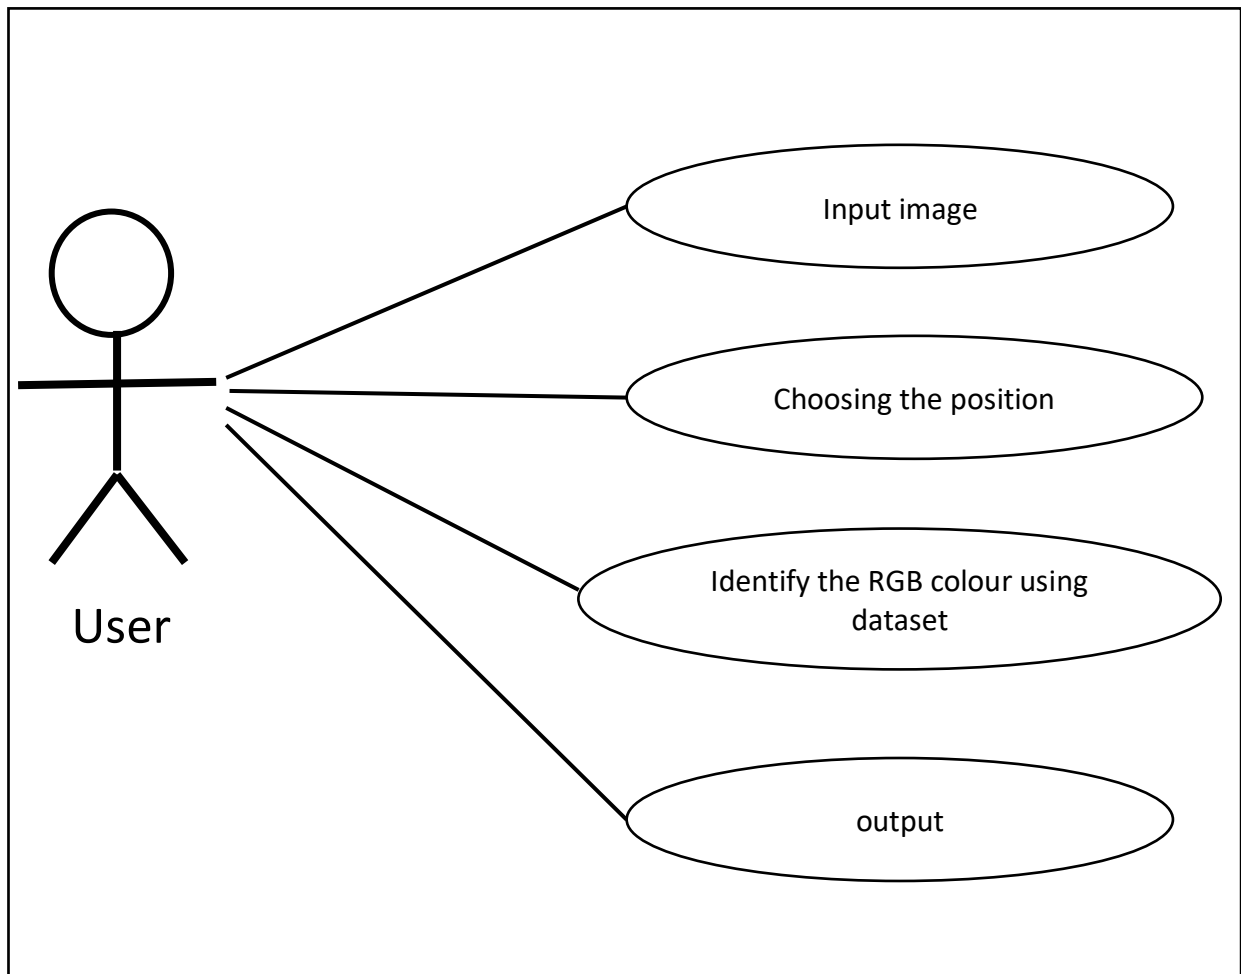 Input image
Choosing the position
Identify the RGB colour using
dataset
User
output